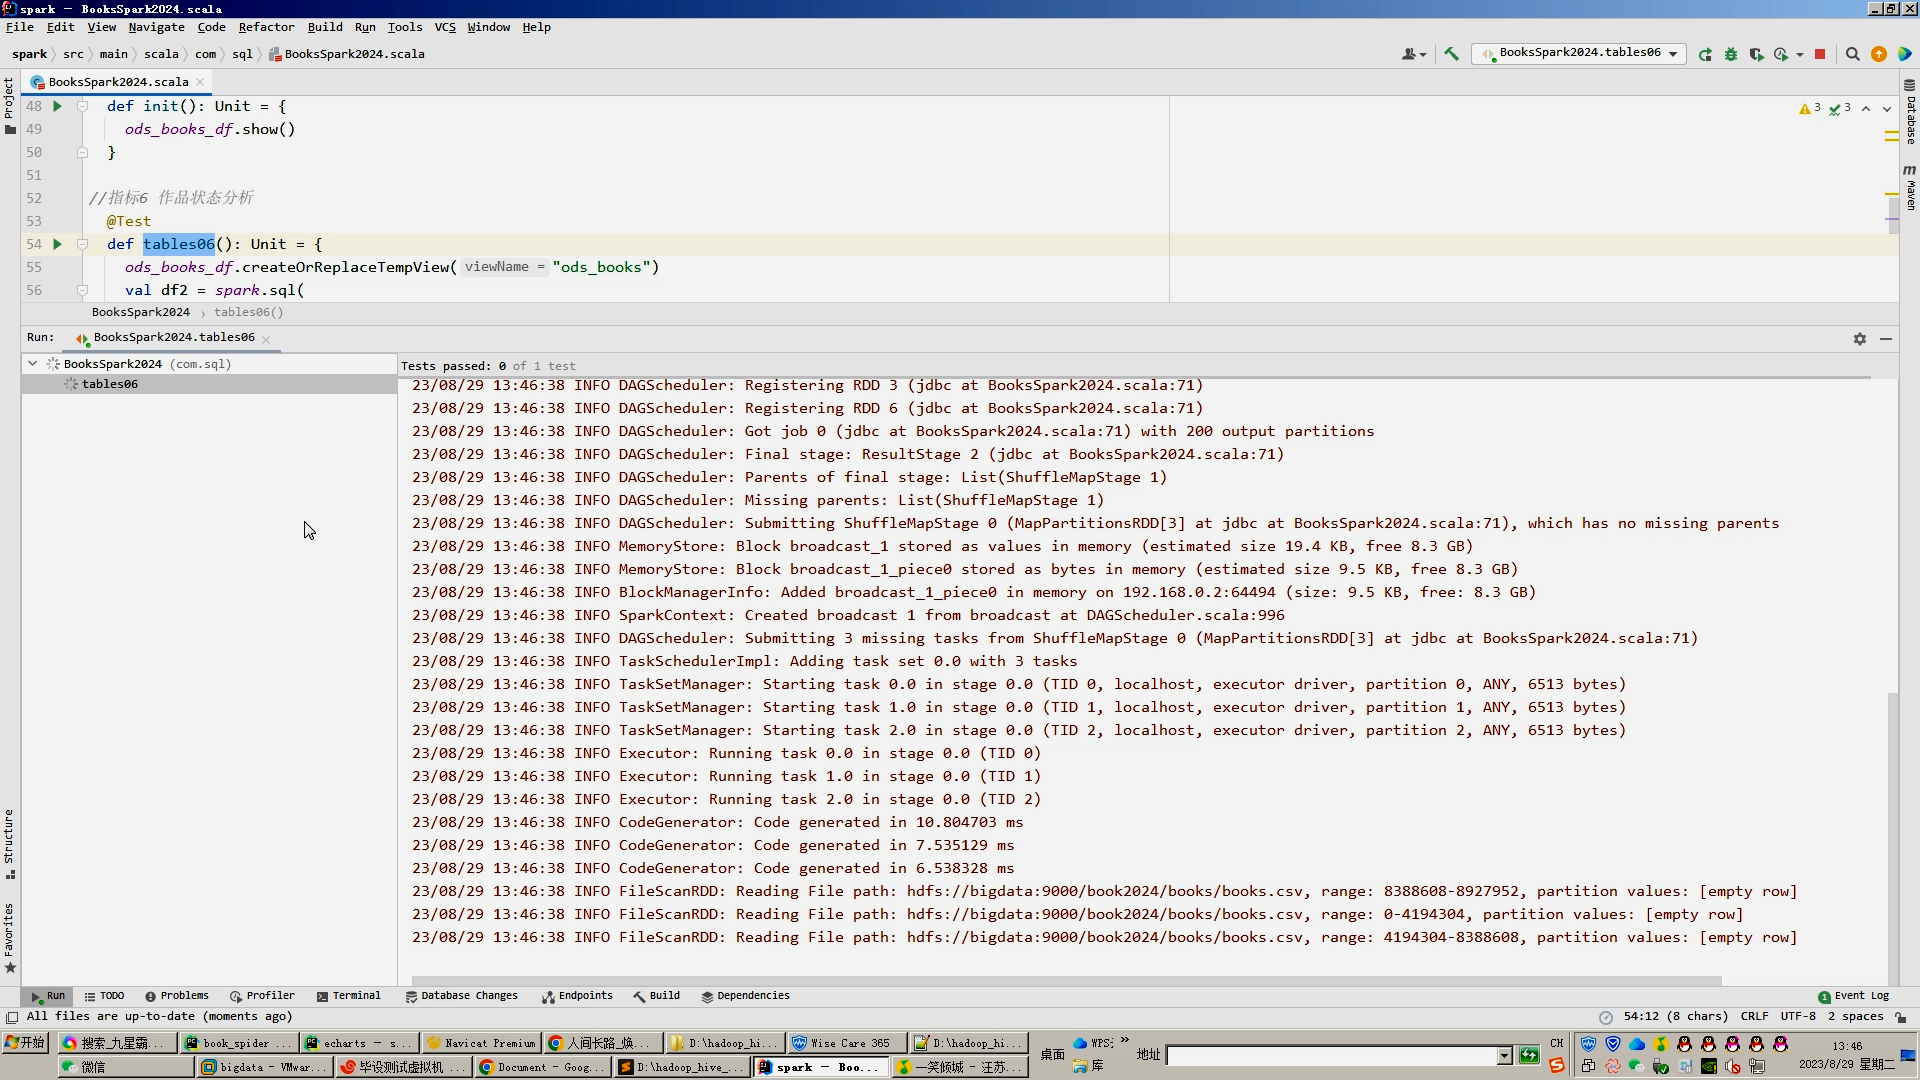 spark – BooksSpark2024.scala
File Edit View Navigate Code Refactor Build Run Tools VCS Window Help
spark src main scala com sql BooksSpark2024.scala
BooksSpark2024.tables06
BooksSpark2024.scala
Project
Database
Maven
3 3
48 def init(): Unit = {
49 ods_books_df.show()
50 }
51
52 //指标6 作品状态分析
53 @Test
54 def tables06(): Unit = {
55 ods_books_df.createOrReplaceTempView( viewName = "ods_books")
56 val df2 = spark.sql(
BooksSpark2024 › tables06()
Run: BooksSpark2024.tables06
BooksSpark2024 (com.sql)
tables06
Tests passed: 0 of 1 test
23/08/29 13:46:38 INFO DAGScheduler: Registering RDD 3 (jdbc at BooksSpark2024.scala:71)
23/08/29 13:46:38 INFO DAGScheduler: Registering RDD 6 (jdbc at BooksSpark2024.scala:71)
23/08/29 13:46:38 INFO DAGScheduler: Got job 0 (jdbc at BooksSpark2024.scala:71) with 200 output partitions
23/08/29 13:46:38 INFO DAGScheduler: Final stage: ResultStage 2 (jdbc at BooksSpark2024.scala:71)
23/08/29 13:46:38 INFO DAGScheduler: Parents of final stage: List(ShuffleMapStage 1)
23/08/29 13:46:38 INFO DAGScheduler: Missing parents: List(ShuffleMapStage 1)
23/08/29 13:46:38 INFO DAGScheduler: Submitting ShuffleMapStage 0 (MapPartitionsRDD[3] at jdbc at BooksSpark2024.scala:71), which has no missing parents
23/08/29 13:46:38 INFO MemoryStore: Block broadcast_1 stored as values in memory (estimated size 19.4 KB, free 8.3 GB)
23/08/29 13:46:38 INFO MemoryStore: Block broadcast_1_piece0 stored as bytes in memory (estimated size 9.5 KB, free 8.3 GB)
23/08/29 13:46:38 INFO BlockManagerInfo: Added broadcast_1_piece0 in memory on 192.168.0.2:64494 (size: 9.5 KB, free: 8.3 GB)
23/08/29 13:46:38 INFO SparkContext: Created broadcast 1 from broadcast at DAGScheduler.scala:996
23/08/29 13:46:38 INFO DAGScheduler: Submitting 3 missing tasks from ShuffleMapStage 0 (MapPartitionsRDD[3] at jdbc at BooksSpark2024.scala:71)
23/08/29 13:46:38 INFO TaskSchedulerImpl: Adding task set 0.0 with 3 tasks
23/08/29 13:46:38 INFO TaskSetManager: Starting task 0.0 in stage 0.0 (TID 0, localhost, executor driver, partition 0, ANY, 6513 bytes)
23/08/29 13:46:38 INFO TaskSetManager: Starting task 1.0 in stage 0.0 (TID 1, localhost, executor driver, partition 1, ANY, 6513 bytes)
23/08/29 13:46:38 INFO TaskSetManager: Starting task 2.0 in stage 0.0 (TID 2, localhost, executor driver, partition 2, ANY, 6513 bytes)
23/08/29 13:46:38 INFO Executor: Running task 0.0 in stage 0.0 (TID 0)
23/08/29 13:46:38 INFO Executor: Running task 1.0 in stage 0.0 (TID 1)
23/08/29 13:46:38 INFO Executor: Running task 2.0 in stage 0.0 (TID 2)
23/08/29 13:46:38 INFO CodeGenerator: Code generated in 10.804703 ms
23/08/29 13:46:38 INFO CodeGenerator: Code generated in 7.535129 ms
23/08/29 13:46:38 INFO CodeGenerator: Code generated in 6.538328 ms
23/08/29 13:46:38 INFO FileScanRDD: Reading File path: hdfs://bigdata:9000/book2024/books/books.csv, range: 8388608-8927952, partition values: [empty row]
23/08/29 13:46:38 INFO FileScanRDD: Reading File path: hdfs://bigdata:9000/book2024/books/books.csv, range: 0-4194304, partition values: [empty row]
23/08/29 13:46:38 INFO FileScanRDD: Reading File path: hdfs://bigdata:9000/book2024/books/books.csv, range: 4194304-8388608, partition values: [empty row]
Structure
Favorites
Run TODO Problems Profiler Terminal Database Changes Endpoints Build Dependencies 1 Event Log
All files are up-to-date (moments ago) 54:12 (8 chars) CRLF UTF-8 2 spaces
开始 搜索_九星霸... book_spider ... echarts – s... Navicat Premium 人间长路_焕... D:\hadoop_hi... Wise Care 365 D:\hadoop_hi...
桌面 WPS云 » 地址 CH 13:46
微信 bigdata - VMwar... 毕设测试虚拟机 ... Document - Goog... D:\hadoop_hive_... spark – Boo... 一笑倾城 - 汪苏... 库 2023/8/29 星期二